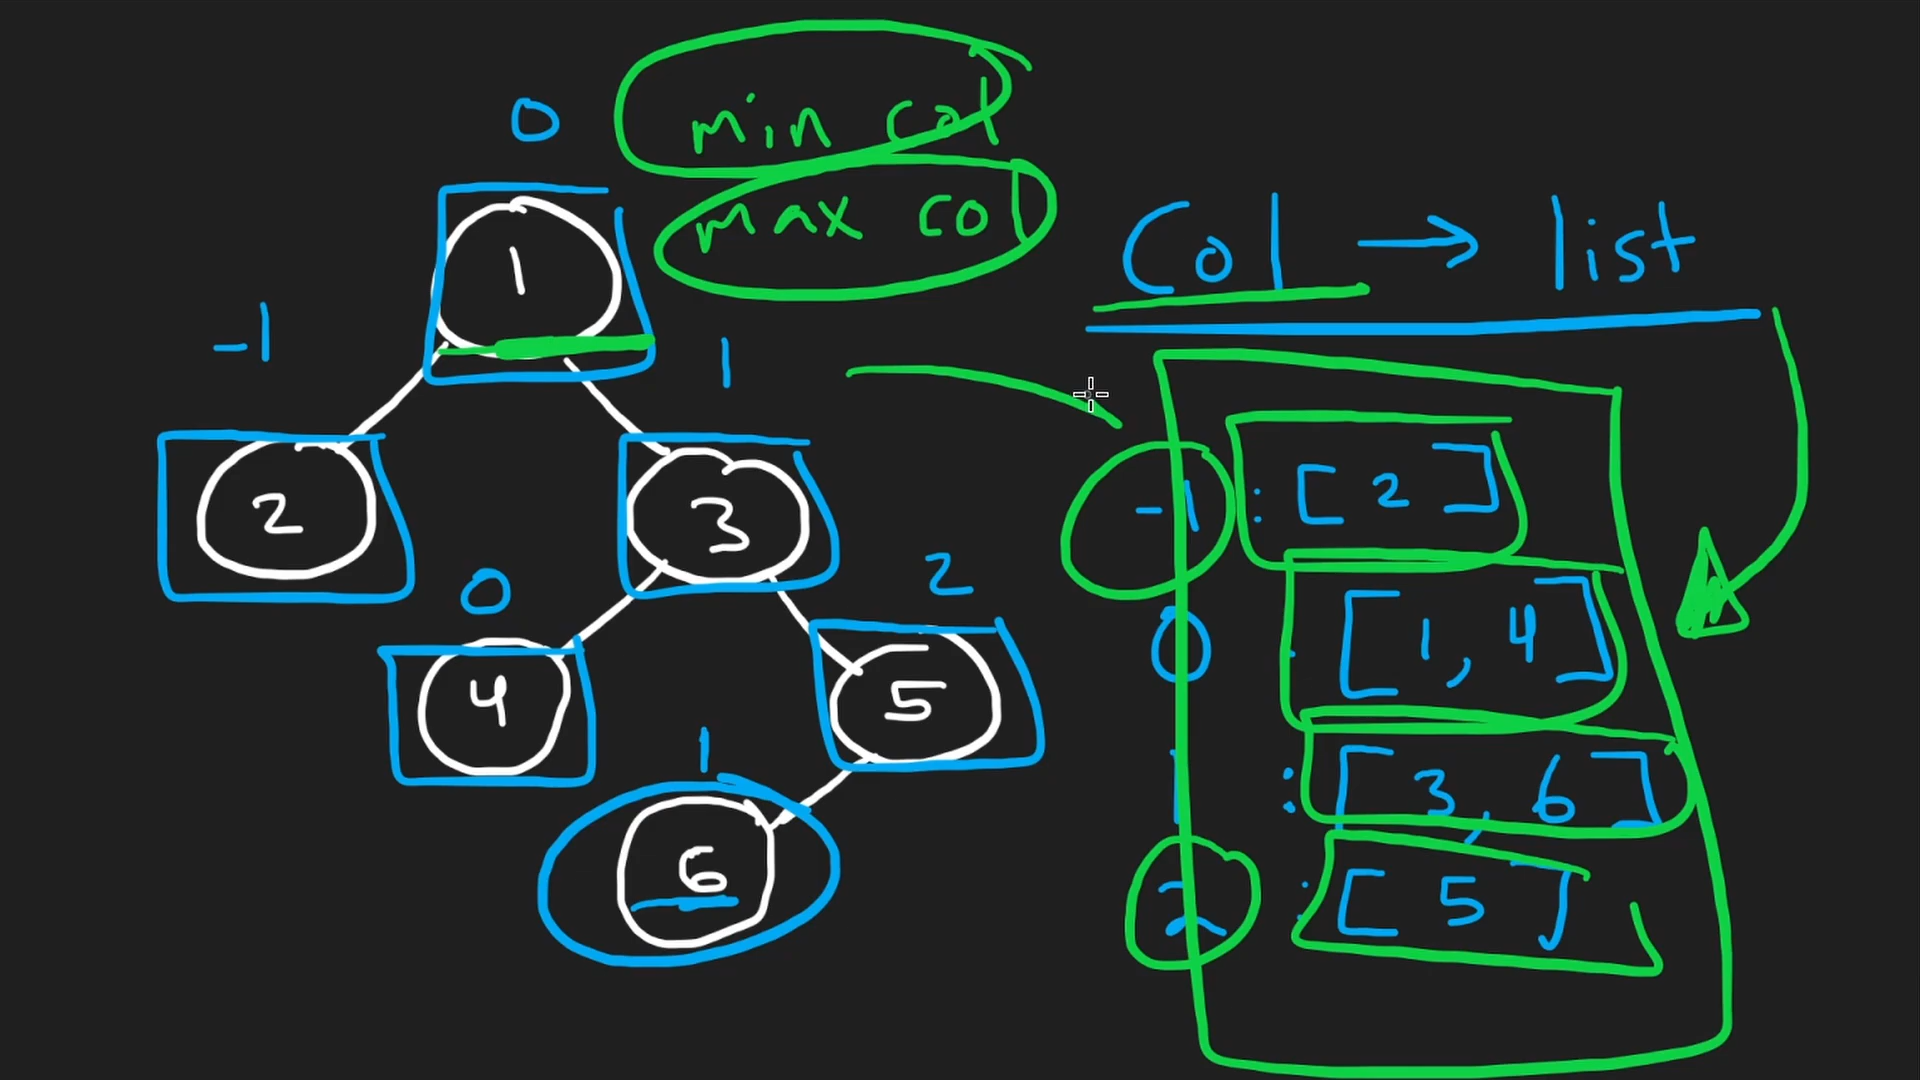 0
min col
max col
Col → list
1
-1
1
2
3
-1 : [ 2 ]
0
2
0 : [ 1, 4 ]
4
5
1
1 : [ 3, 6 ]
6
2 : [ 5 ]